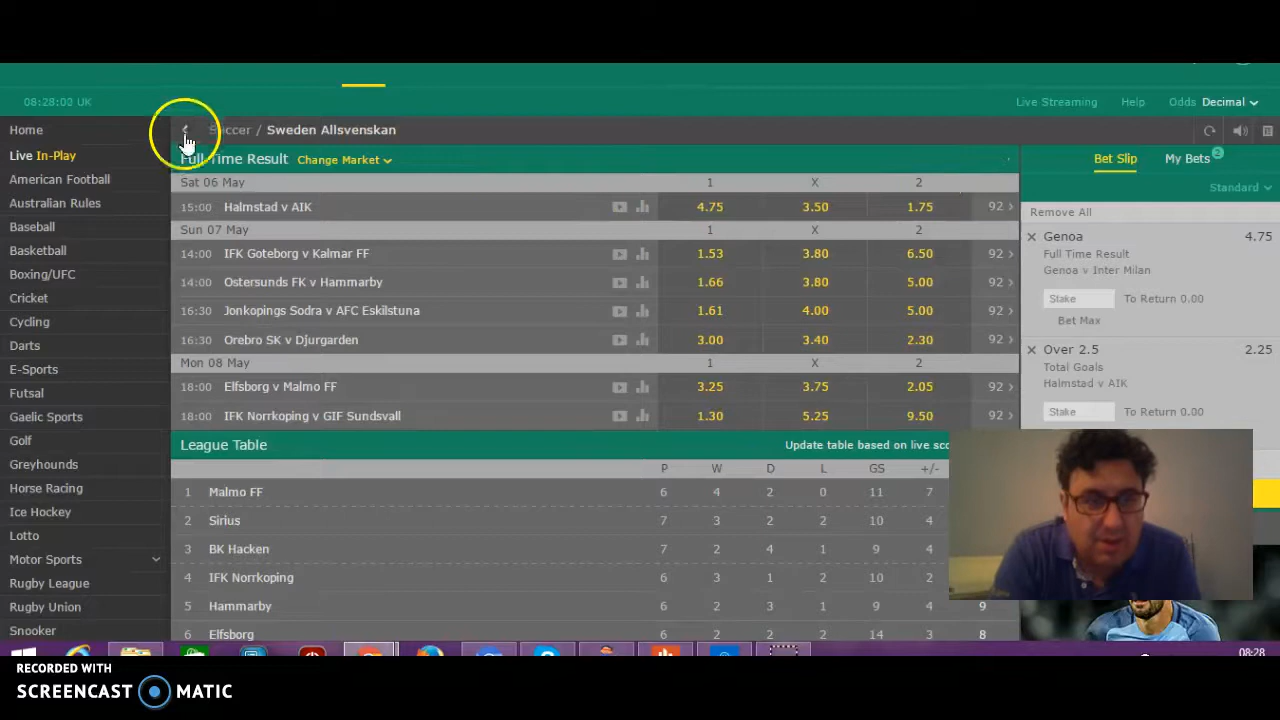 08:28:00 UK
Live Streaming Help Odds Decimal
Soccer / Sweden Allsvenskan
Home
Live In-Play
American Football
Australian Rules
Baseball
Basketball
Boxing/UFC
Cricket
Cycling
Darts
E-Sports
Futsal
Gaelic Sports
Golf
Greyhounds
Horse Racing
Ice Hockey
Lotto
Motor Sports
Rugby League
Rugby Union
Snooker
Full Time Result Change Market
Sat 06 May 1 X 2
15:00 Halmstad v AIK 4.75 3.50 1.75 92
Sun 07 May 1 X 2
14:00 IFK Goteborg v Kalmar FF 1.53 3.80 6.50 92
14:00 Ostersunds FK v Hammarby 1.66 3.80 5.00 92
16:30 Jonkopings Sodra v AFC Eskilstuna 1.61 4.00 5.00 92
16:30 Orebro SK v Djurgarden 3.00 3.40 2.30 92
Mon 08 May 1 X 2
18:00 Elfsborg v Malmo FF 3.25 3.75 2.05 92
18:00 IFK Norrkoping v GIF Sundsvall 1.30 5.25 9.50 92
League Table Update table based on live
P W D L GS +/-
1 Malmo FF 6 4 2 0 11 7
2 Sirius 7 3 2 2 10 4
3 BK Hacken 7 2 4 1 9 4
4 IFK Norrkoping 6 3 1 2 10 2
5 Hammarby 6 2 3 1 9 4 9
6 Elfsborg 6 2 2 2 14 3 8
Bet Slip My Bets 2
Standard
Remove All
Genoa 4.75
Full Time Result
Genoa v Inter Milan
Stake To Return 0.00
Bet Max
Over 2.5 2.25
Total Goals
Halmstad v AIK
Stake To Return 0.00
08:28
RECORDED WITH
SCREENCAST MATIC